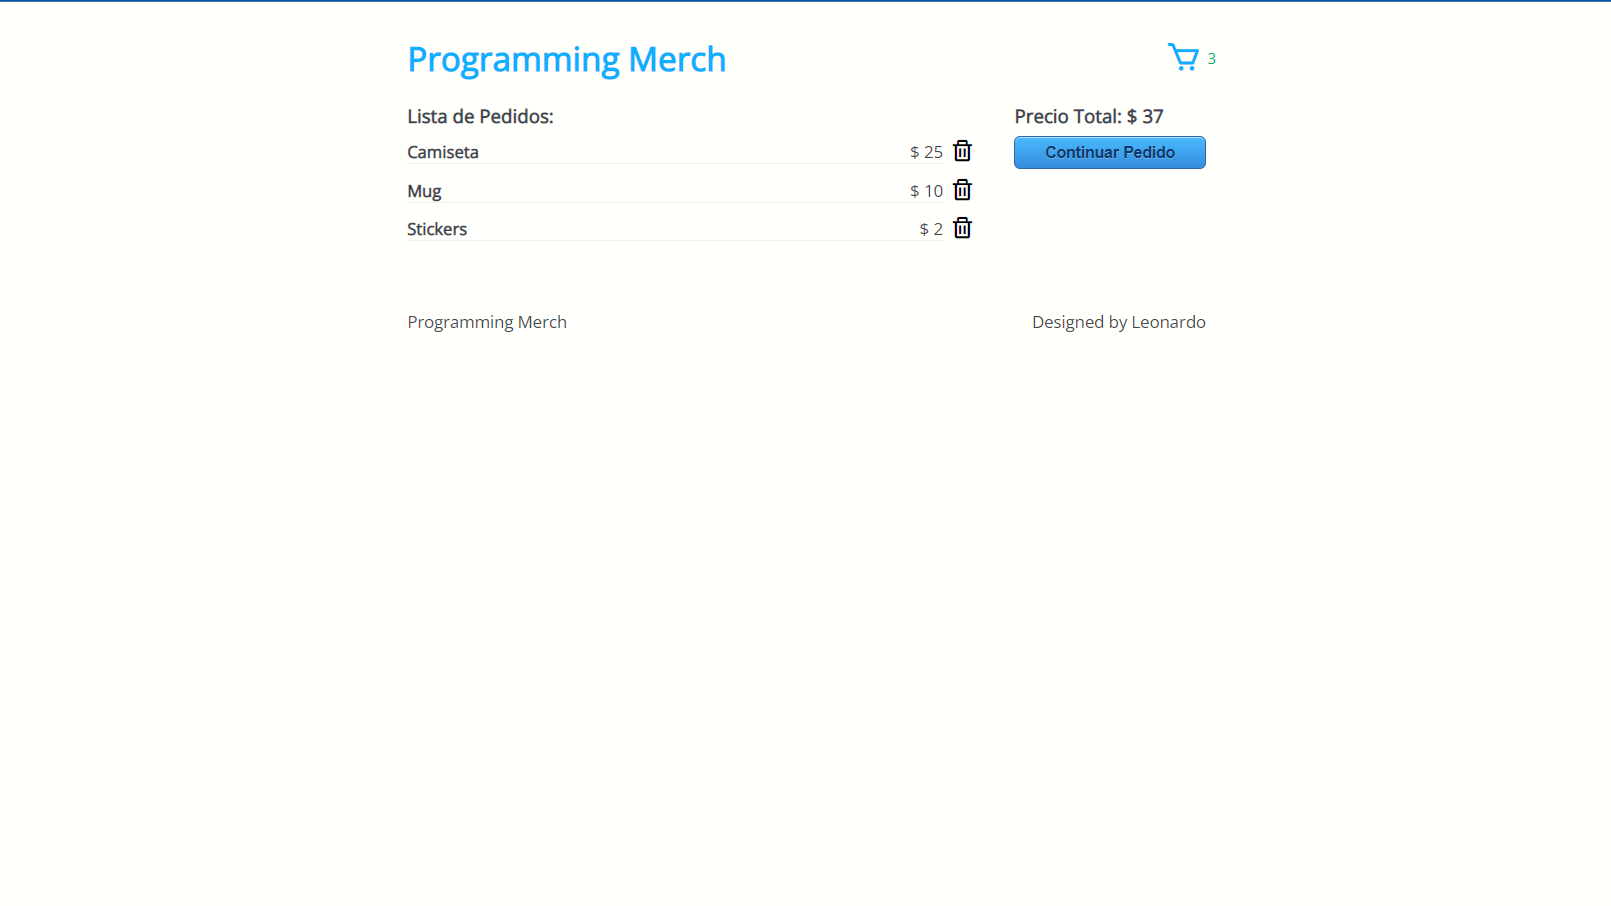 Programming Merch
3
Lista de Pedidos:
Precio Total: $ 37
Camiseta $ 25
Continuar Pedido
Mug $ 10
Stickers $ 2
Programming Merch
Designed by Leonardo